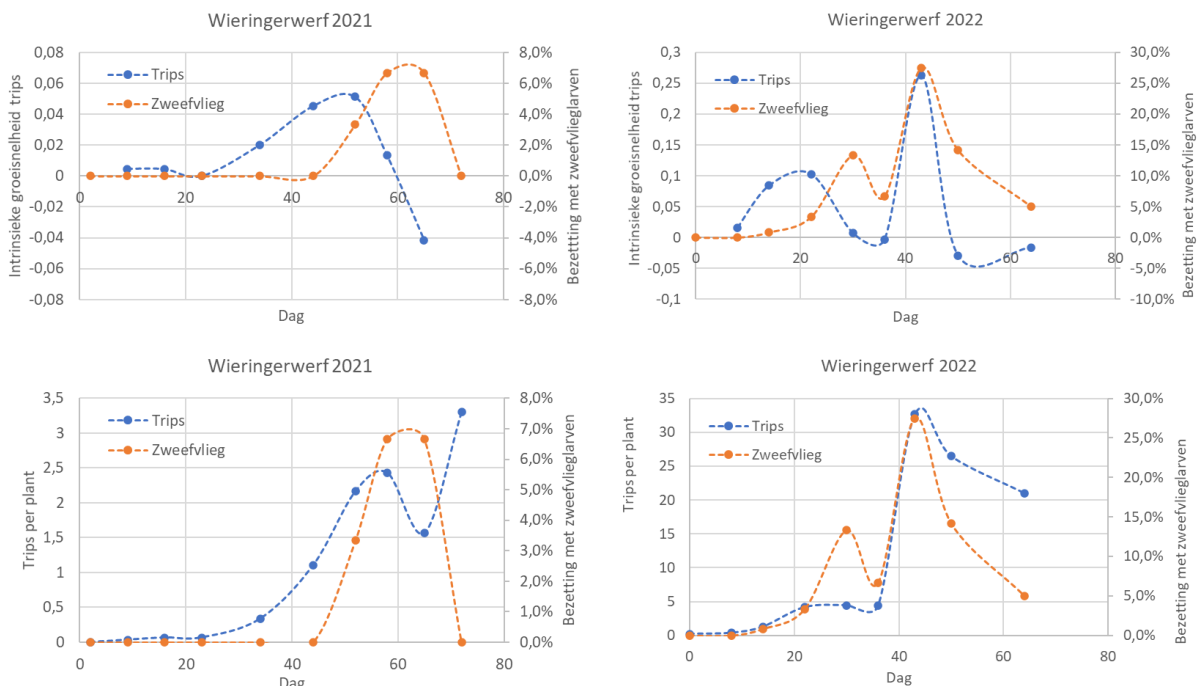 Wieringerwerf 2021
Intrinsieke groeisnelheid trips
0,08
0,06
0,04
0,02
0
-0,02
-0,04
-0,06
-0,08
Trips
Zweefvlieg
0 20 40 60 80
Dag
8,0%
6,0%
4,0%
2,0%
0,0%
-2,0%
-4,0%
-6,0%
-8,0%
Bezettting met zweefvlieglarven
Wieringerwerf 2022
Intrinsieke groeisnelheid trips
0,3
0,25
0,2
0,15
0,1
0,05
0
-0,05
-0,1
Trips
Zweefvlieg
0 20 40 60 80
Dag
30,0%
25,0%
20,0%
15,0%
10,0%
5,0%
0,0%
-5,0%
-10,0%
Bezetting met zweefvlieglarven
Wieringerwerf 2021
Trips per plant
3,5
3
2,5
2
1,5
1
0,5
0
Trips
Zweefvlieg
0 20 40 60 80
Dag
8,0%
7,0%
6,0%
5,0%
4,0%
3,0%
2,0%
1,0%
0,0%
Bezetting met zweefvlieglarven
Wieringerwerf 2022
Trips per plant
35
30
25
20
15
10
5
0
Trips
Zweefvlieg
0 20 40 60 80
Dag
30,0%
25,0%
20,0%
15,0%
10,0%
5,0%
0,0%
Bezetting met zweefvlieglarven